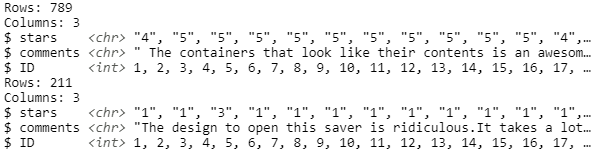 Rows: 789
Columns: 3
$ stars    <chr> "4", "5", "5", "5", "5", "5", "5", "5", "5", "5", "5", "4",…
$ comments <chr> " The containers that look like their contents is an awesom…
$ ID       <int> 1, 2, 3, 4, 5, 6, 7, 8, 9, 10, 11, 12, 13, 14, 15, 16, 17, …
Rows: 211
Columns: 3
$ stars    <chr> "1", "1", "3", "1", "1", "1", "1", "1", "1", "1", "1", "1",…
$ comments <chr> "The design to open this saver is ridiculous.It takes a lot…
$ ID       <int> 1, 2, 3, 4, 5, 6, 7, 8, 9, 10, 11, 12, 13, 14, 15, 16, 17, …